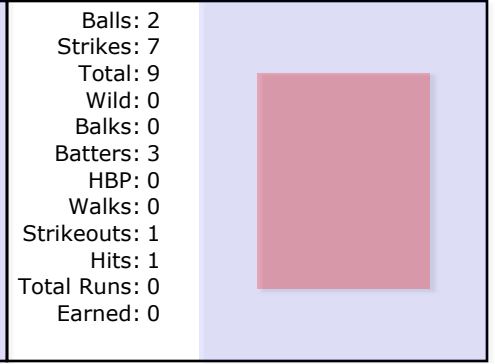 Balls: 2
Strikes: 7
Total: 9
Wild: 0
Balks: 0
Batters: 3
HBP: 0
Walks: 0
Strikeouts: 1
Hits: 1
Total Runs: 0
Earned: 0